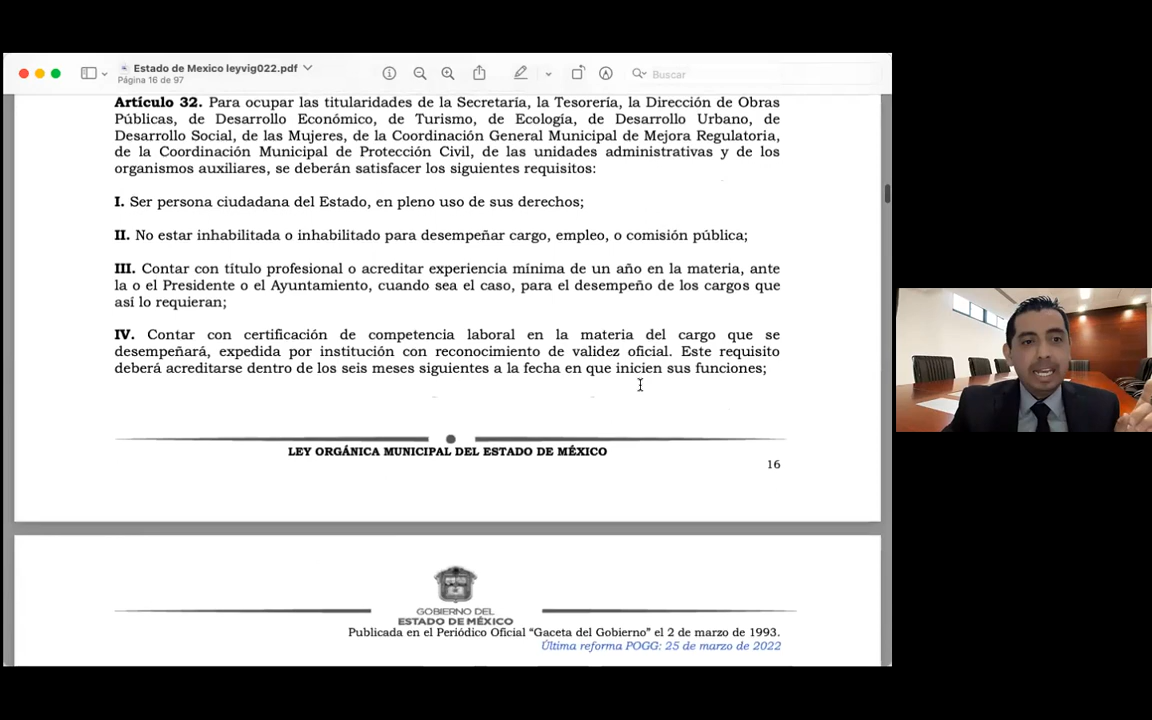 Estado de Mexico leyvig022.pdf
Página 16 de 97
Buscar
Artículo 32. Para ocupar las titularidades de la Secretaría, la Tesorería, la Dirección de Obras
Públicas, de Desarrollo Económico, de Turismo, de Ecología, de Desarrollo Urbano, de
Desarrollo Social, de las Mujeres, de la Coordinación General Municipal de Mejora Regulatoria,
de la Coordinación Municipal de Protección Civil, de las unidades administrativas y de los
organismos auxiliares, se deberán satisfacer los siguientes requisitos:
I. Ser persona ciudadana del Estado, en pleno uso de sus derechos;
II. No estar inhabilitada o inhabilitado para desempeñar cargo, empleo, o comisión pública;
III. Contar con título profesional o acreditar experiencia mínima de un año en la materia, ante
la o el Presidente o el Ayuntamiento, cuando sea el caso, para el desempeño de los cargos que
así lo requieran;
IV. Contar con certificación de competencia laboral en la materia del cargo que se
desempeñará, expedida por institución con reconocimiento de validez oficial. Este requisito
deberá acreditarse dentro de los seis meses siguientes a la fecha en que inicien sus funciones;
LEY ORGÁNICA MUNICIPAL DEL ESTADO DE MÉXICO
16
GOBIERNO DEL
ESTADO DE MÉXICO
Publicada en el Periódico Oficial “Gaceta del Gobierno” el 2 de marzo de 1993.
Última reforma POGG: 25 de marzo de 2022